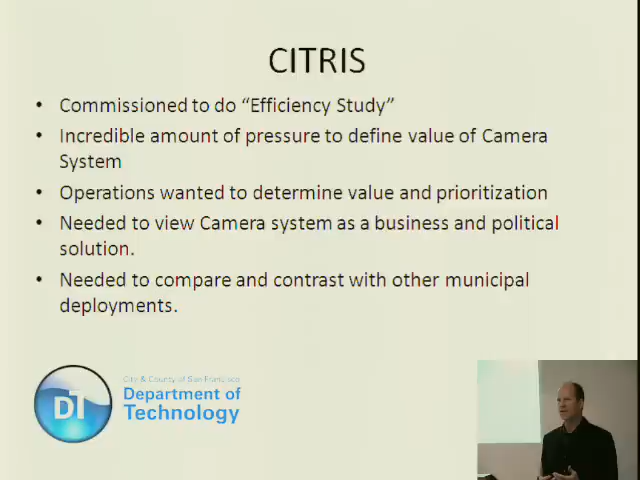 CITRIS
• Commissioned to do “Efficiency Study”
• Incredible amount of pressure to define value of Camera
System
• Operations wanted to determine value and prioritization
• Needed to view Camera system as a business and political
solution.
• Needed to compare and contrast with other municipal
deployments.
DT
City & County of San Francisco
Department of
Technology